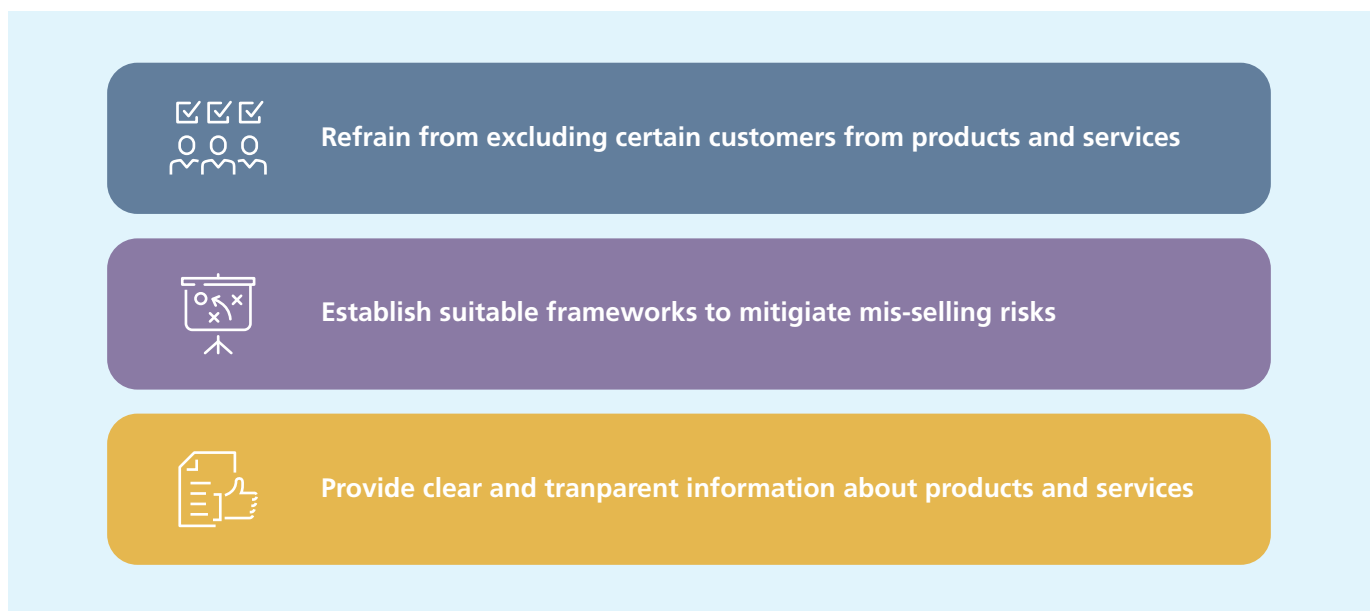 Refrain from excluding certain customers from products and services
Establish suitable frameworks to mitigiate mis-selling risks
Provide clear and tranparent information about products and services